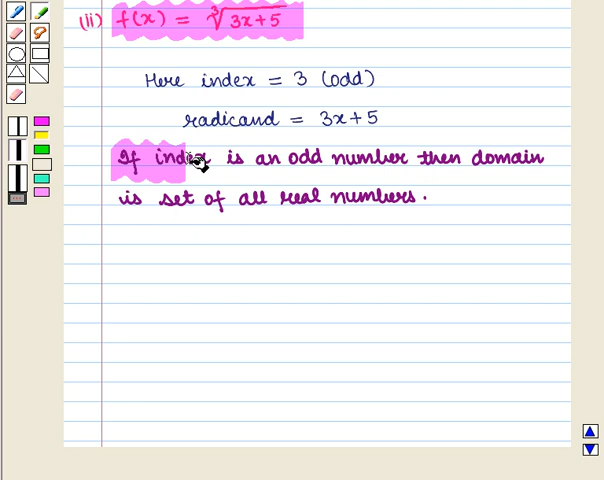 (ii) f(x) = ∛(3x+5)
Here index = 3 (odd)
radicand = 3x+5
If index is an odd number then domain
is set of all real numbers.